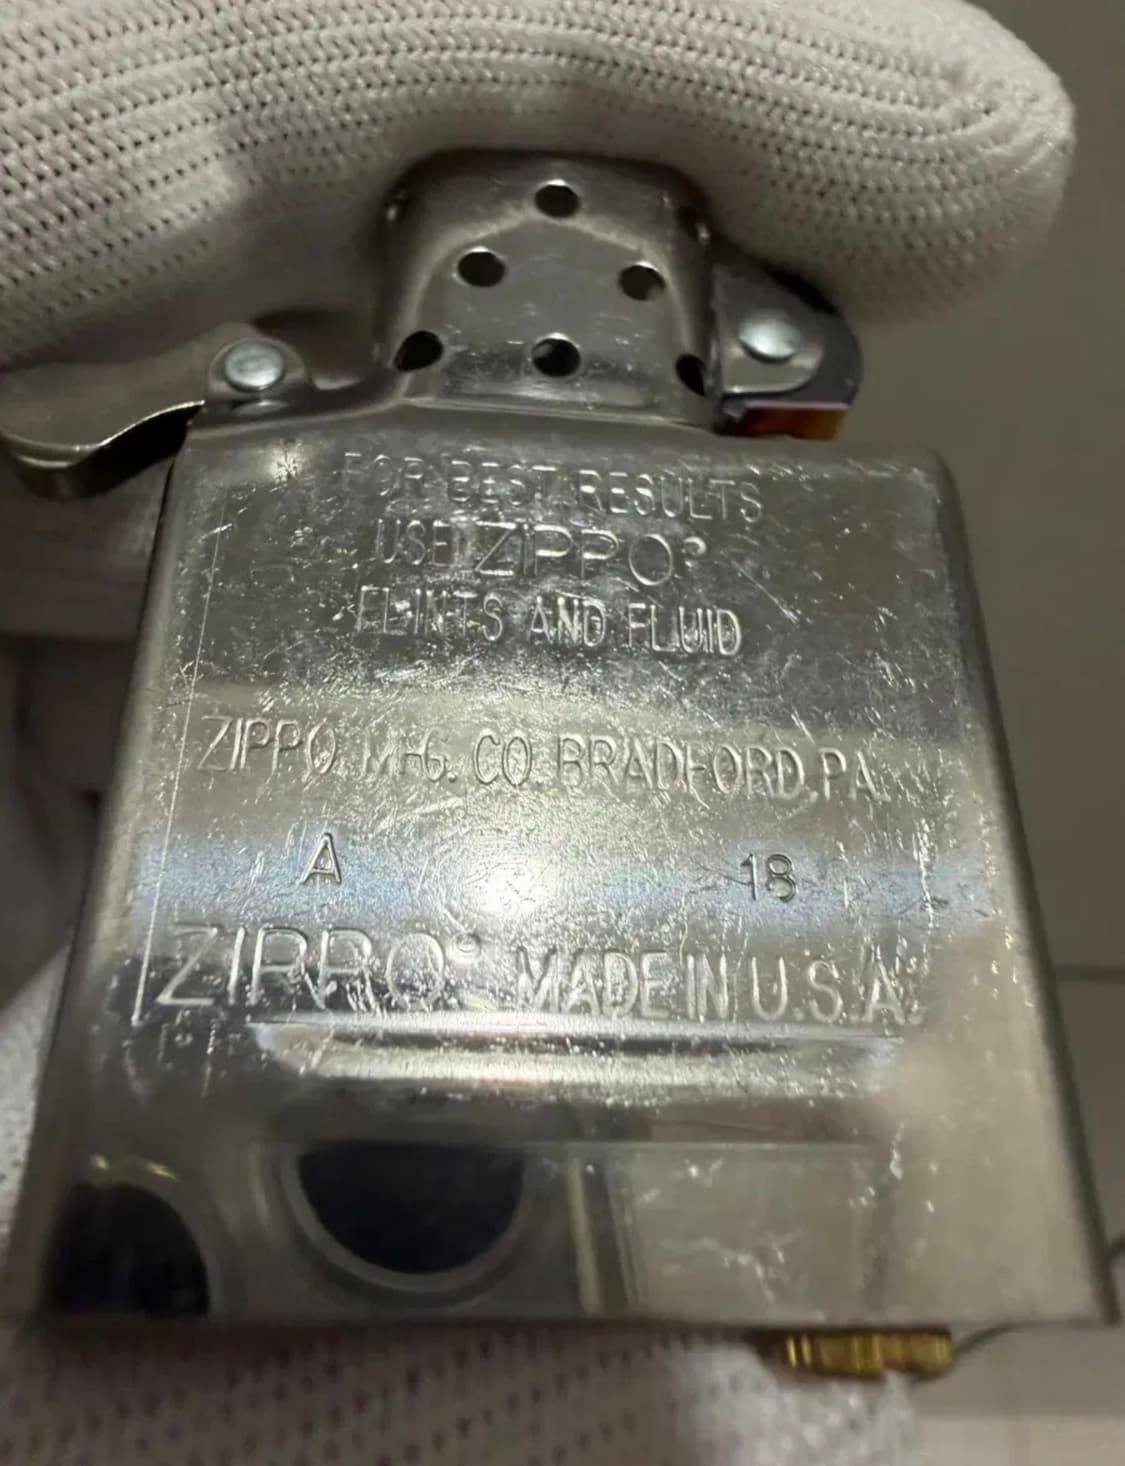 FOR BEST RESULTS
USE ZIPPO®
FLINTS AND FLUID
ZIPPO MFG. CO. BRADFORD, PA.
A 18
ZIPPO® MADE IN U.S.A.